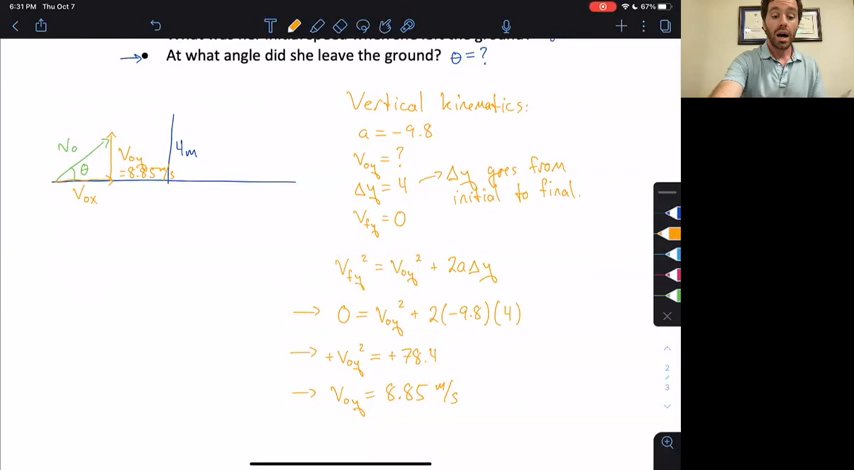 6:31 PM Thu Oct 7
67%
At what angle did she leave the ground? θ = ?
Vertical kinematics:
a = -9.8
Voy = ?
Δy = 4 → Δy goes from
initial to final.
Vfy = 0
Vo
θ
Voy
= 8.85 m/s
Vox
4m
Vfy² = Voy² + 2aΔy
→ 0 = Voy² + 2(-9.8)(4)
→ +Voy² = +78.4
→ Voy = 8.85 m/s
2
/
3